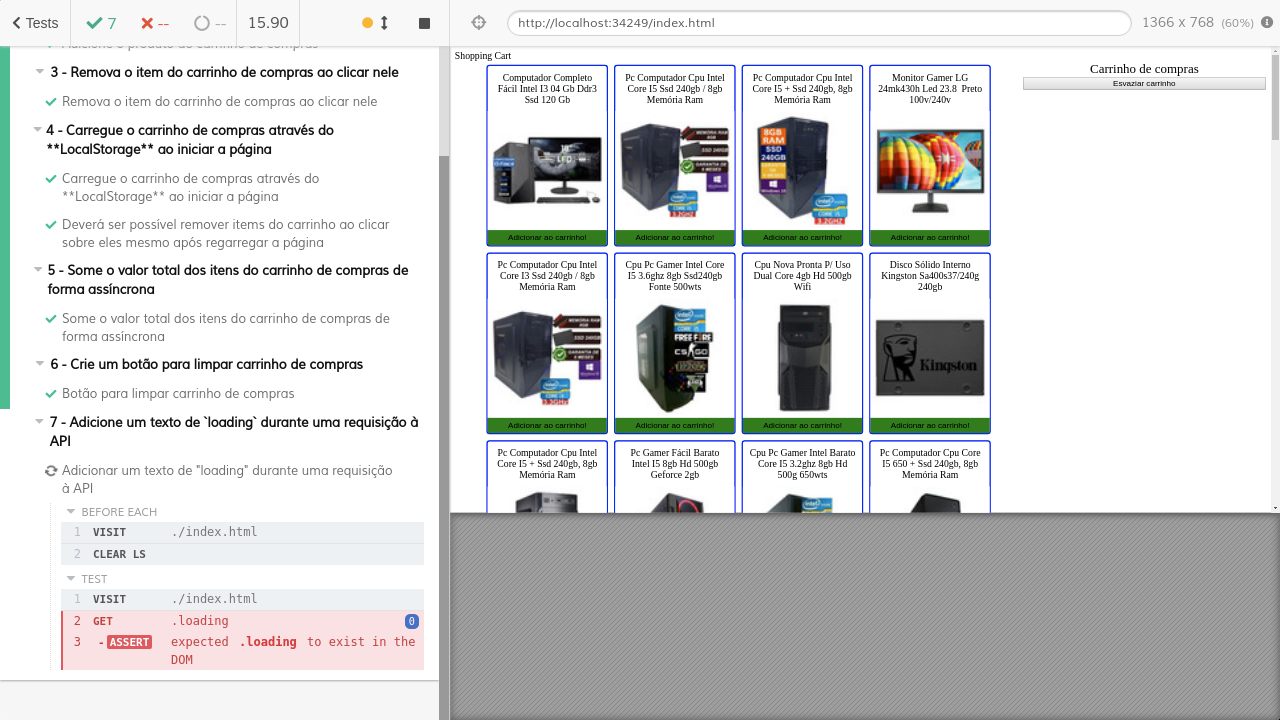 Tests
7
--
--
15.90
http://localhost:34249/index.html
1366 x 768 (60%)
Adicione o produto ao carrinho de compras
3 - Remova o item do carrinho de compras ao clicar nele
Remova o item do carrinho de compras ao clicar nele
4 - Carregue o carrinho de compras através do
**LocalStorage** ao iniciar a página
Carregue o carrinho de compras através do
**LocalStorage** ao iniciar a página
Deverá ser possível remover items do carrinho ao clicar
sobre eles mesmo após regarregar a página
5 - Some o valor total dos itens do carrinho de compras de
forma assíncrona
Some o valor total dos itens do carrinho de compras de
forma assíncrona
6 - Crie um botão para limpar carrinho de compras
Botão para limpar carrinho de compras
7 - Adicione um texto de `loading` durante uma requisição à
API
Adicionar um texto de "loading" durante uma requisição
à API
BEFORE EACH
1 VISIT ./index.html
2 CLEAR LS
TEST
1 VISIT ./index.html
2 GET .loading 0
3 -ASSERT expected .loading to exist in the
DOM
Shopping Cart
Computador Completo
Fácil Intel I3 04 Gb Ddr3
Ssd 120 Gb
Adicionar ao carrinho!
Pc Computador Cpu Intel
Core I5 Ssd 240gb / 8gb
Memória Ram
Adicionar ao carrinho!
Pc Computador Cpu Intel
Core I5 + Ssd 240gb, 8gb
Memória Ram
8GB
RAM
SSD
240GB
Adicionar ao carrinho!
Monitor Gamer LG
24mk430h Led 23.8 Preto
100v/240v
Adicionar ao carrinho!
Pc Computador Cpu Intel
Core I3 Ssd 240gb / 8gb
Memória Ram
Adicionar ao carrinho!
Cpu Pc Gamer Intel Core
I5 3.6ghz 8gb Ssd240gb
Fonte 500wts
FREE FIRE
CS:GO
Adicionar ao carrinho!
Cpu Nova Pronta P/ Uso
Dual Core 4gb Hd 500gb
Wifi
Adicionar ao carrinho!
Disco Sólido Interno
Kingston Sa400s37/240g
240gb
Kingston
Adicionar ao carrinho!
Pc Computador Cpu Intel
Core I5 + Ssd 240gb, 8gb
Memória Ram
Pc Gamer Fácil Barato
Intel I5 8gb Hd 500gb
Geforce 2gb
Cpu Pc Gamer Intel Barato
Core I5 3.2ghz 8gb Hd
500g 650wts
Pc Computador Cpu Core
I5 650 + Ssd 240gb, 8gb
Memória Ram
Carrinho de compras
Esvaziar carrinho